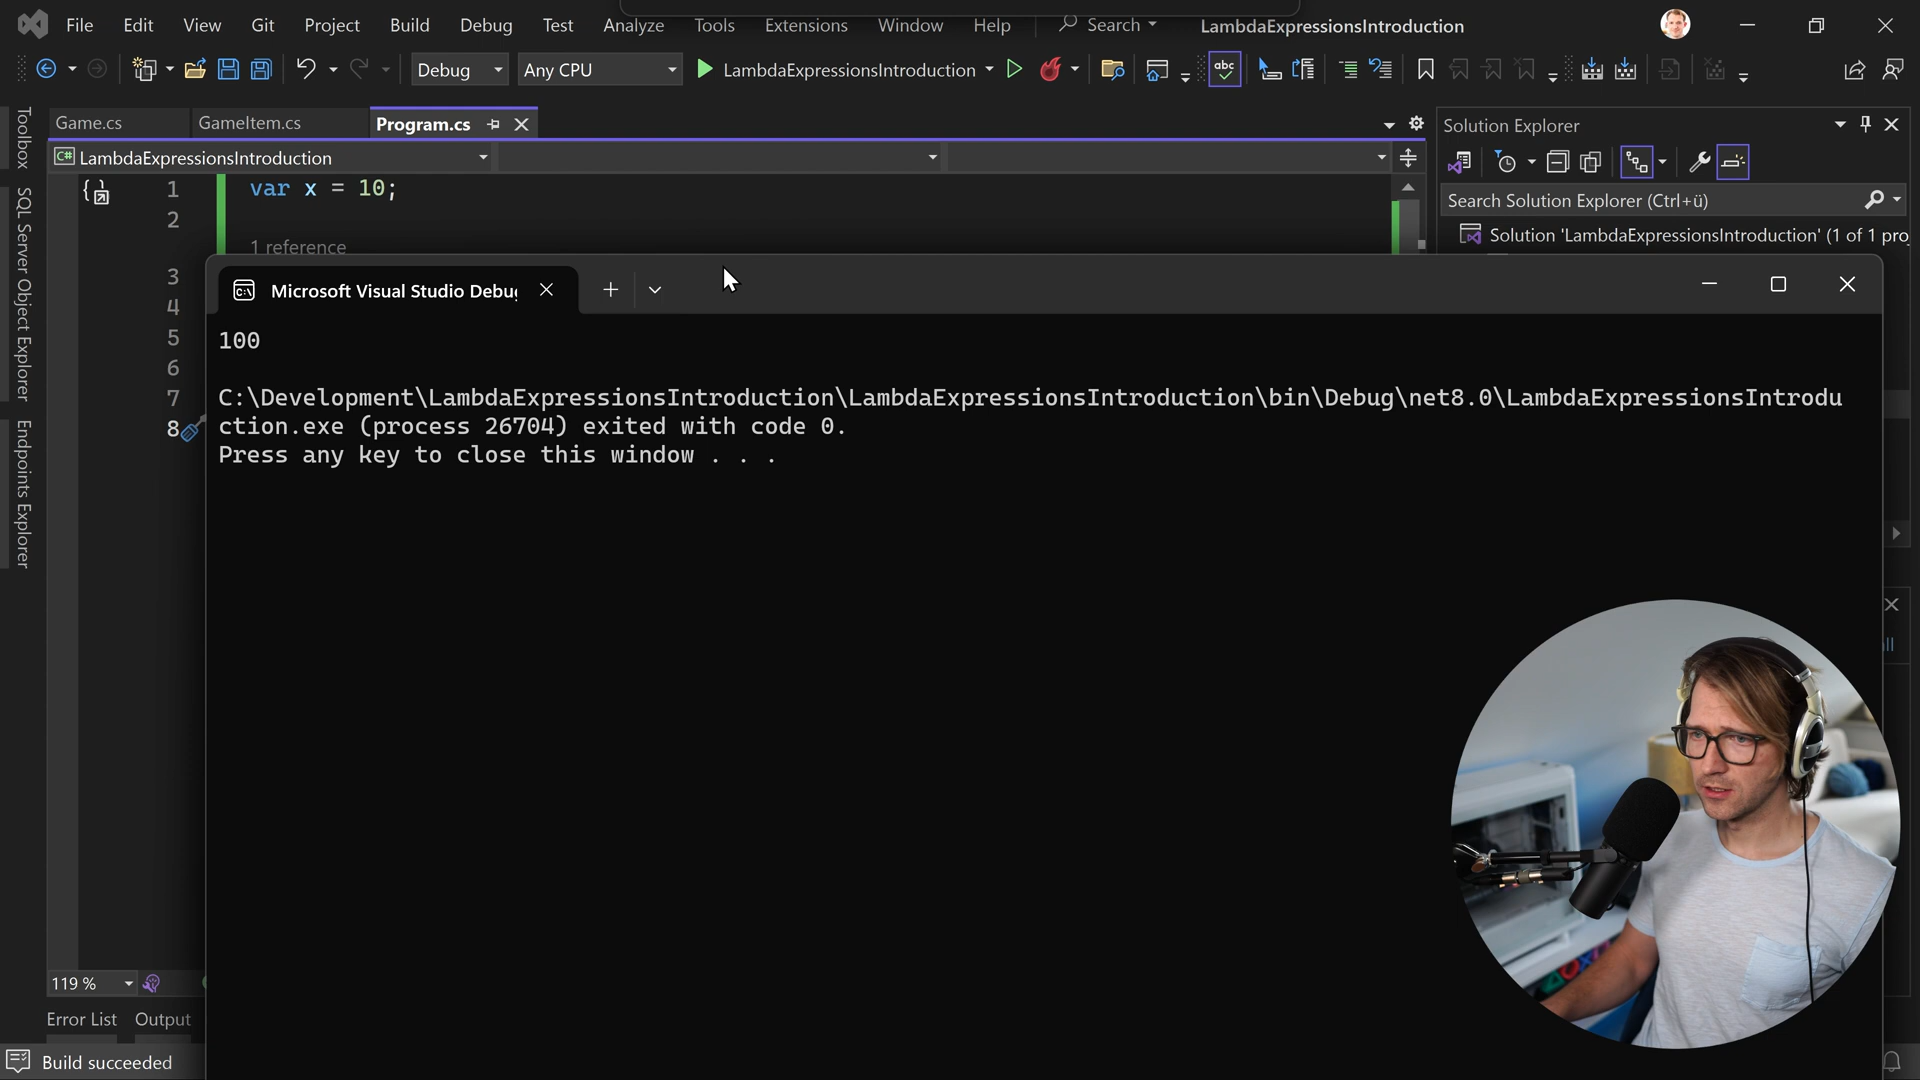 File Edit View Git Project Build Debug Test Analyze Tools Extensions Window Help Search LambdaExpressionsIntroduction
Debug Any CPU LambdaExpressionsIntroduction abc
Toolbox
SQL Server Object Explorer
Endpoints Explorer
Game.cs GameItem.cs Program.cs
C# LambdaExpressionsIntroduction
1 var x = 10;
2
1 reference
3
4
5
6
7
8
Solution Explorer
Search Solution Explorer (Ctrl+ü)
Solution 'LambdaExpressionsIntroduction' (1 of 1 pro
Microsoft Visual Studio Debu
100
C:\Development\LambdaExpressionsIntroduction\LambdaExpressionsIntroduction\bin\Debug\net8.0\LambdaExpressionsIntrodu
ction.exe (process 26704) exited with code 0.
Press any key to close this window . . .
119 %
Error List Output
Build succeeded